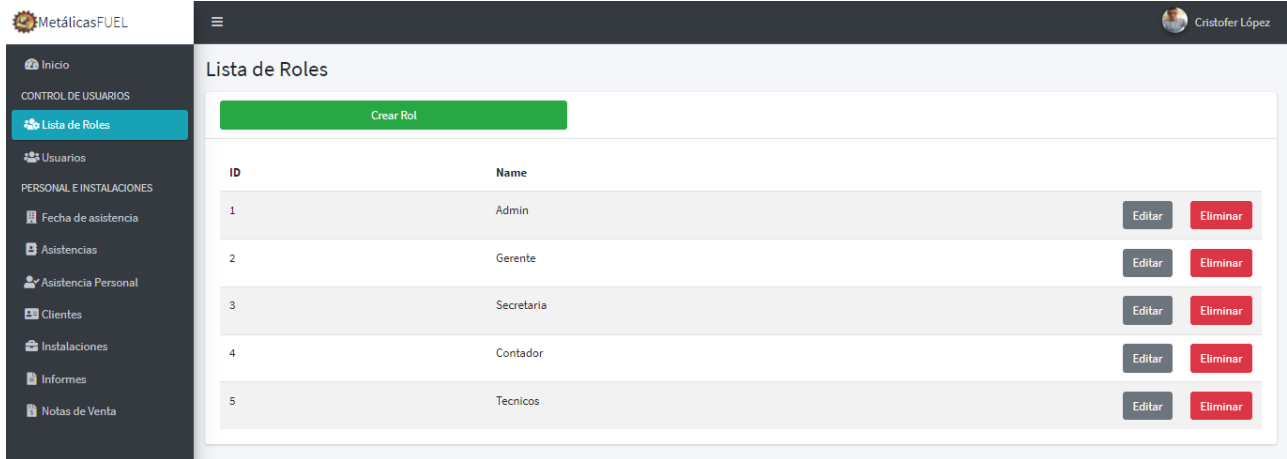 MetálicasFUEL
Cristofer López
Inicio
CONTROL DE USUARIOS
Lista de Roles
Usuarios
PERSONAL E INSTALACIONES
Fecha de asistencia
Asistencias
Asistencia Personal
Clientes
Instalaciones
Informes
Notas de Venta
Lista de Roles
Crear Rol
ID Name
1 Admin Editar Eliminar
2 Gerente Editar Eliminar
3 Secretaria Editar Eliminar
4 Contador Editar Eliminar
5 Tecnicos Editar Eliminar